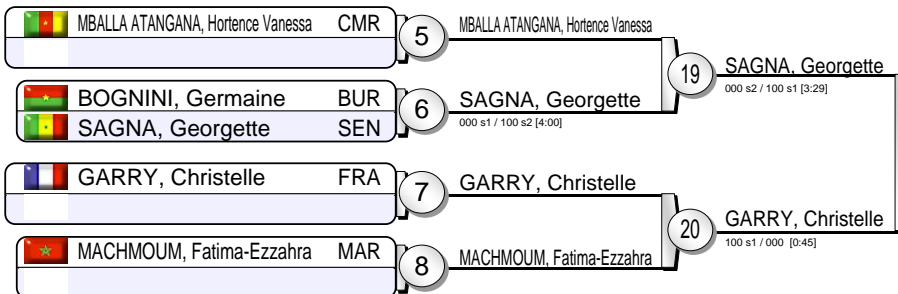 MBALLA ATANGANA, Hortence Vanessa CMR
5
MBALLA ATANGANA, Hortence Vanessa
19
SAGNA, Georgette
000 s2 / 100 s1 [3:29]
BOGNINI, Germaine BUR
SAGNA, Georgette SEN
6
SAGNA, Georgette
000 s1 / 100 s2 [4:00]
GARRY, Christelle FRA
7
GARRY, Christelle
20
GARRY, Christelle
100 s1 / 000 [0:45]
MACHMOUM, Fatima-Ezzahra MAR
8
MACHMOUM, Fatima-Ezzahra